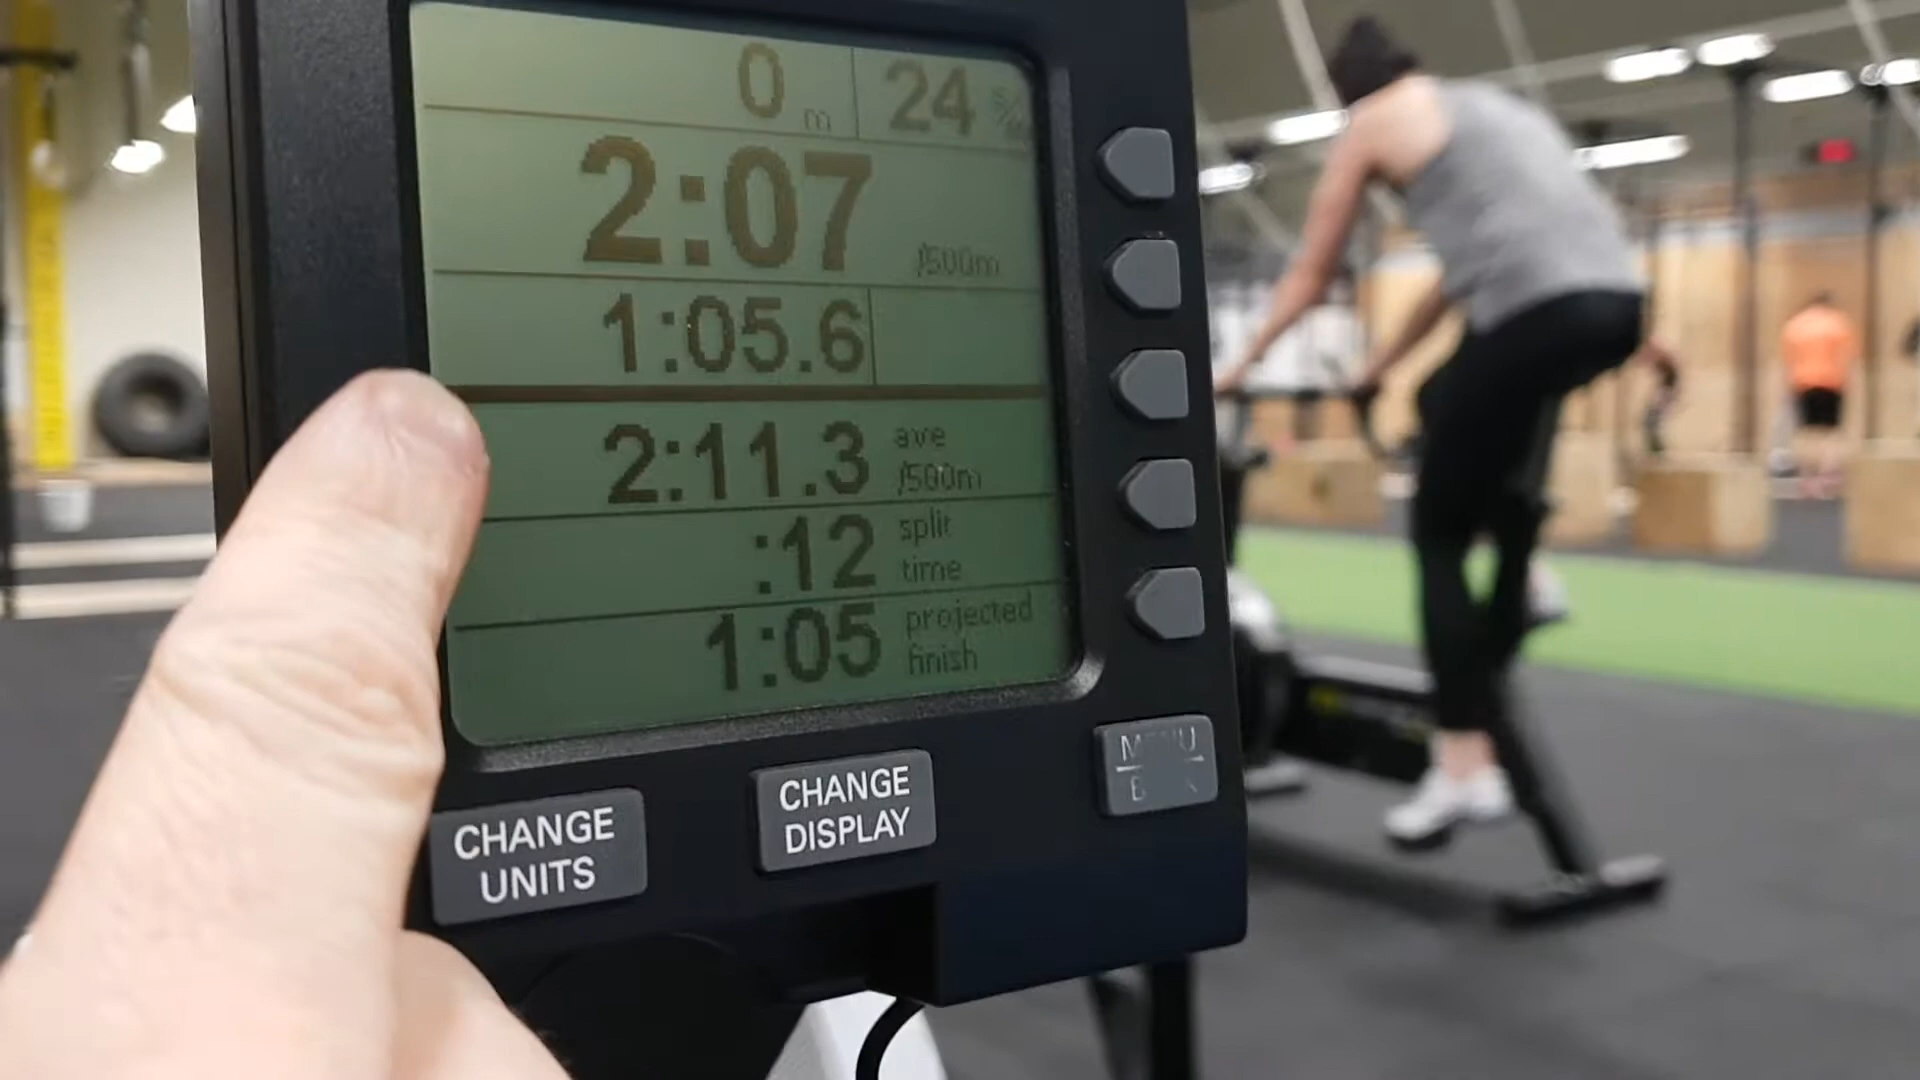 0 m 24 s/m
2:07 /500m
1:05.6
2:11.3 ave
/500m
:12 split
time
1:05 projected
finish
CHANGE
UNITS
CHANGE
DISPLAY
MENU